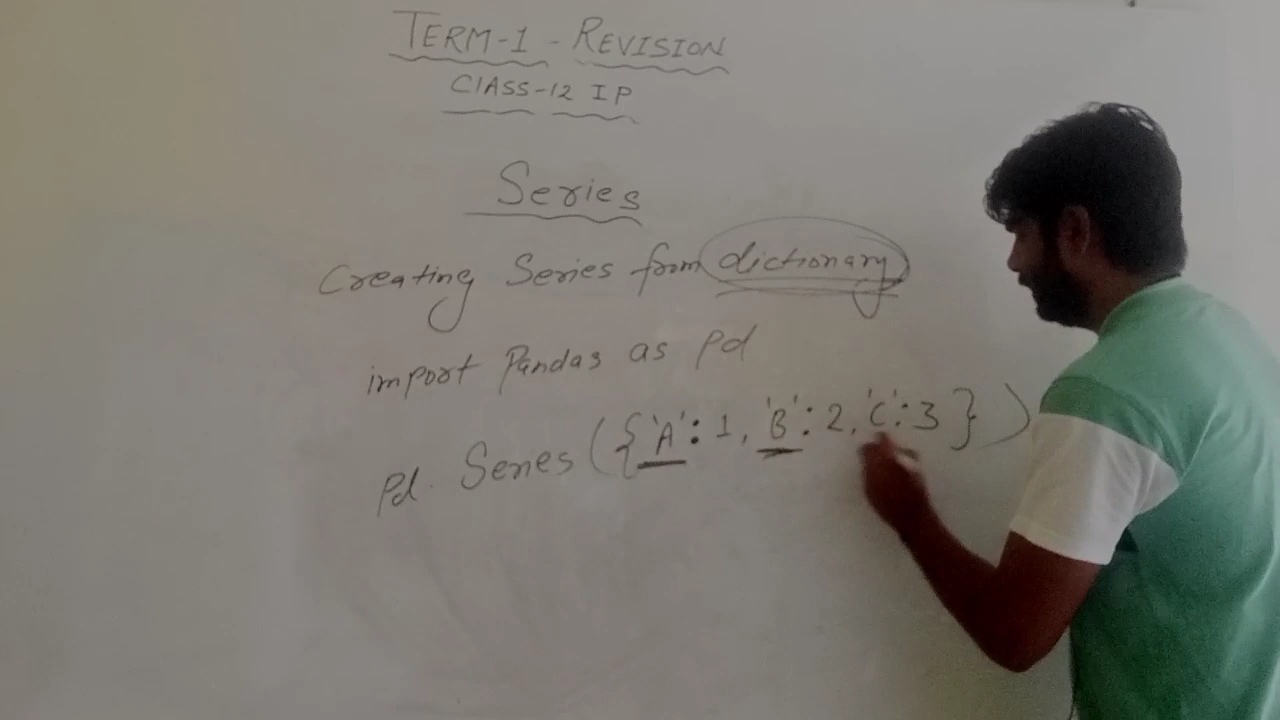 TERM-1 - REVISION
CLASS-12 IP
Series
Creating Series from dictionary
import Pandas as Pd
Pd. Series ({'A': 1, 'B': 2, 'C': 3 })